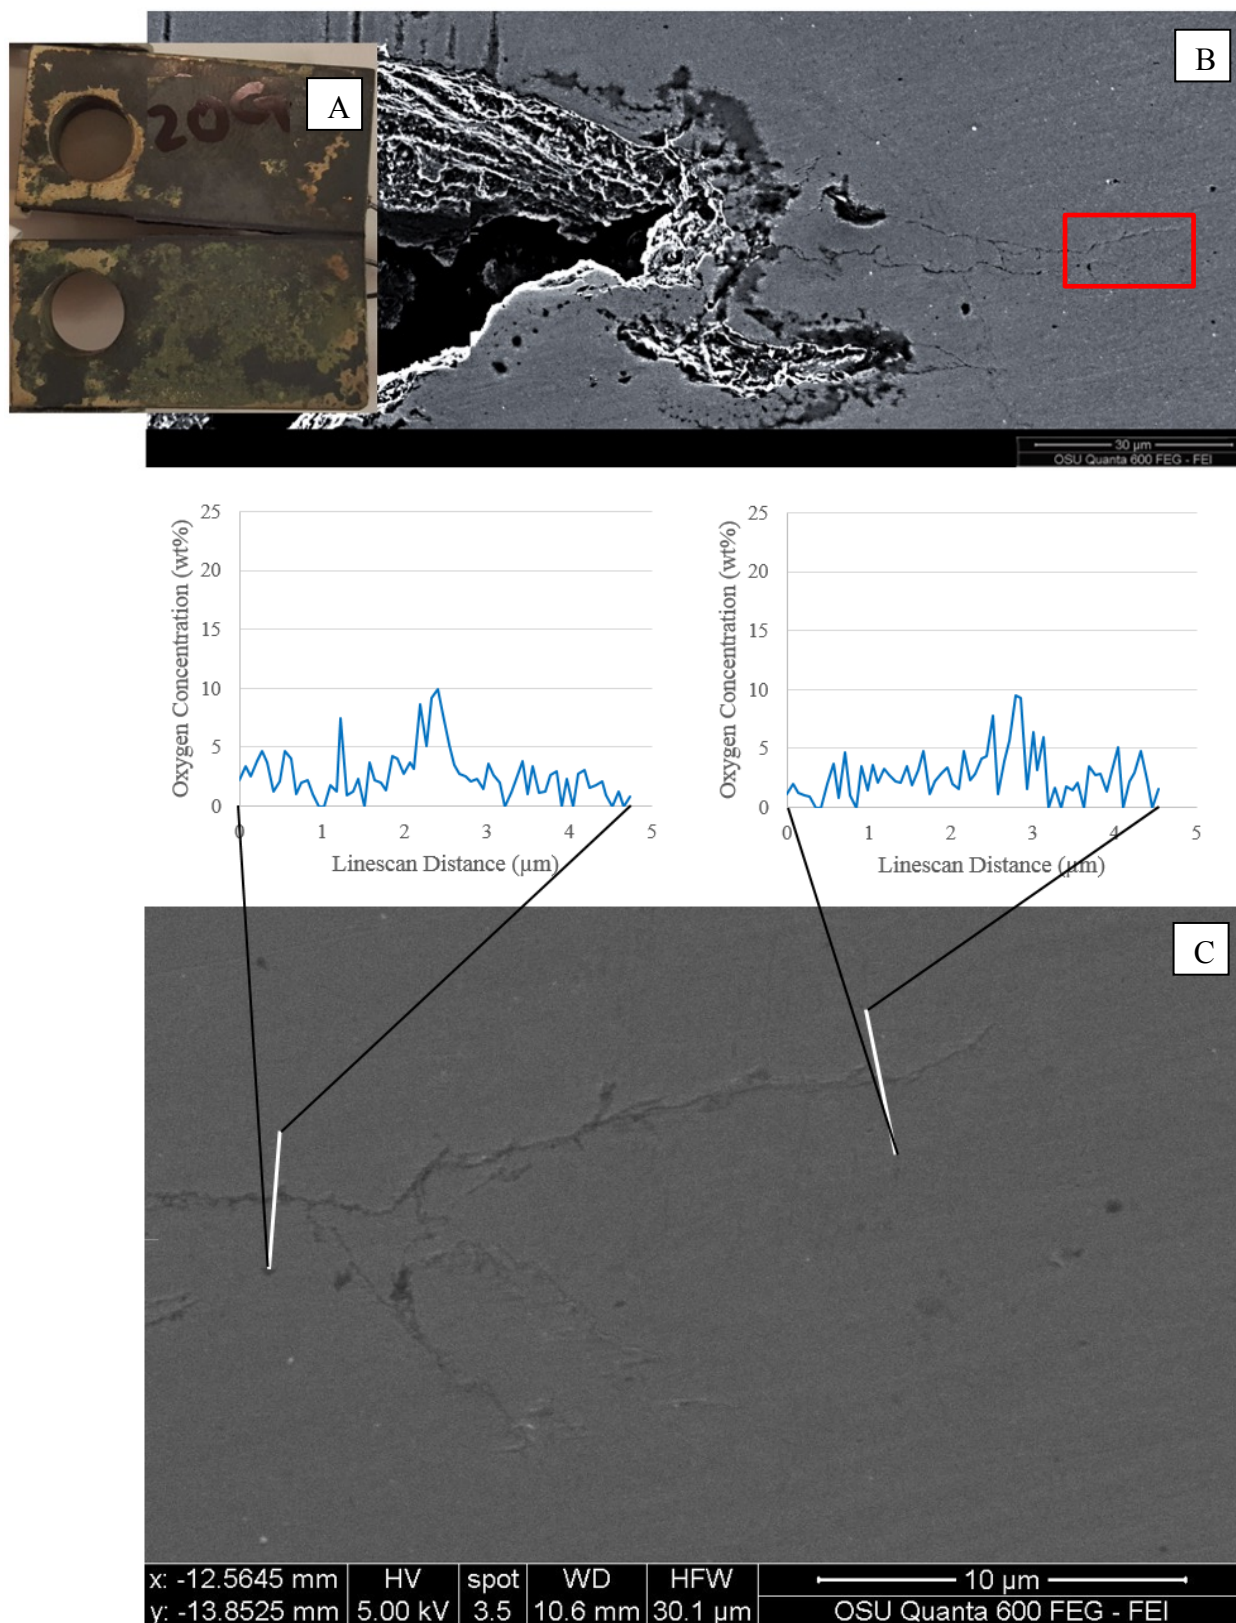 A
20G
B
30 µm
OSU Quanta 600 FEG - FEI
Oxygen Concentration (wt%)
25
20
15
10
5
0
0 1 2 3 4 5
Linescan Distance (µm)
Oxygen Concentration (wt%)
25
20
15
10
5
0
0 1 2 3 4 5
Linescan Distance (µm)
C
x: -12.5645 mm HV spot WD HFW 10 µm
y: -13.8525 mm 5.00 kV 3.5 10.6 mm 30.1 µm OSU Quanta 600 FEG - FEI